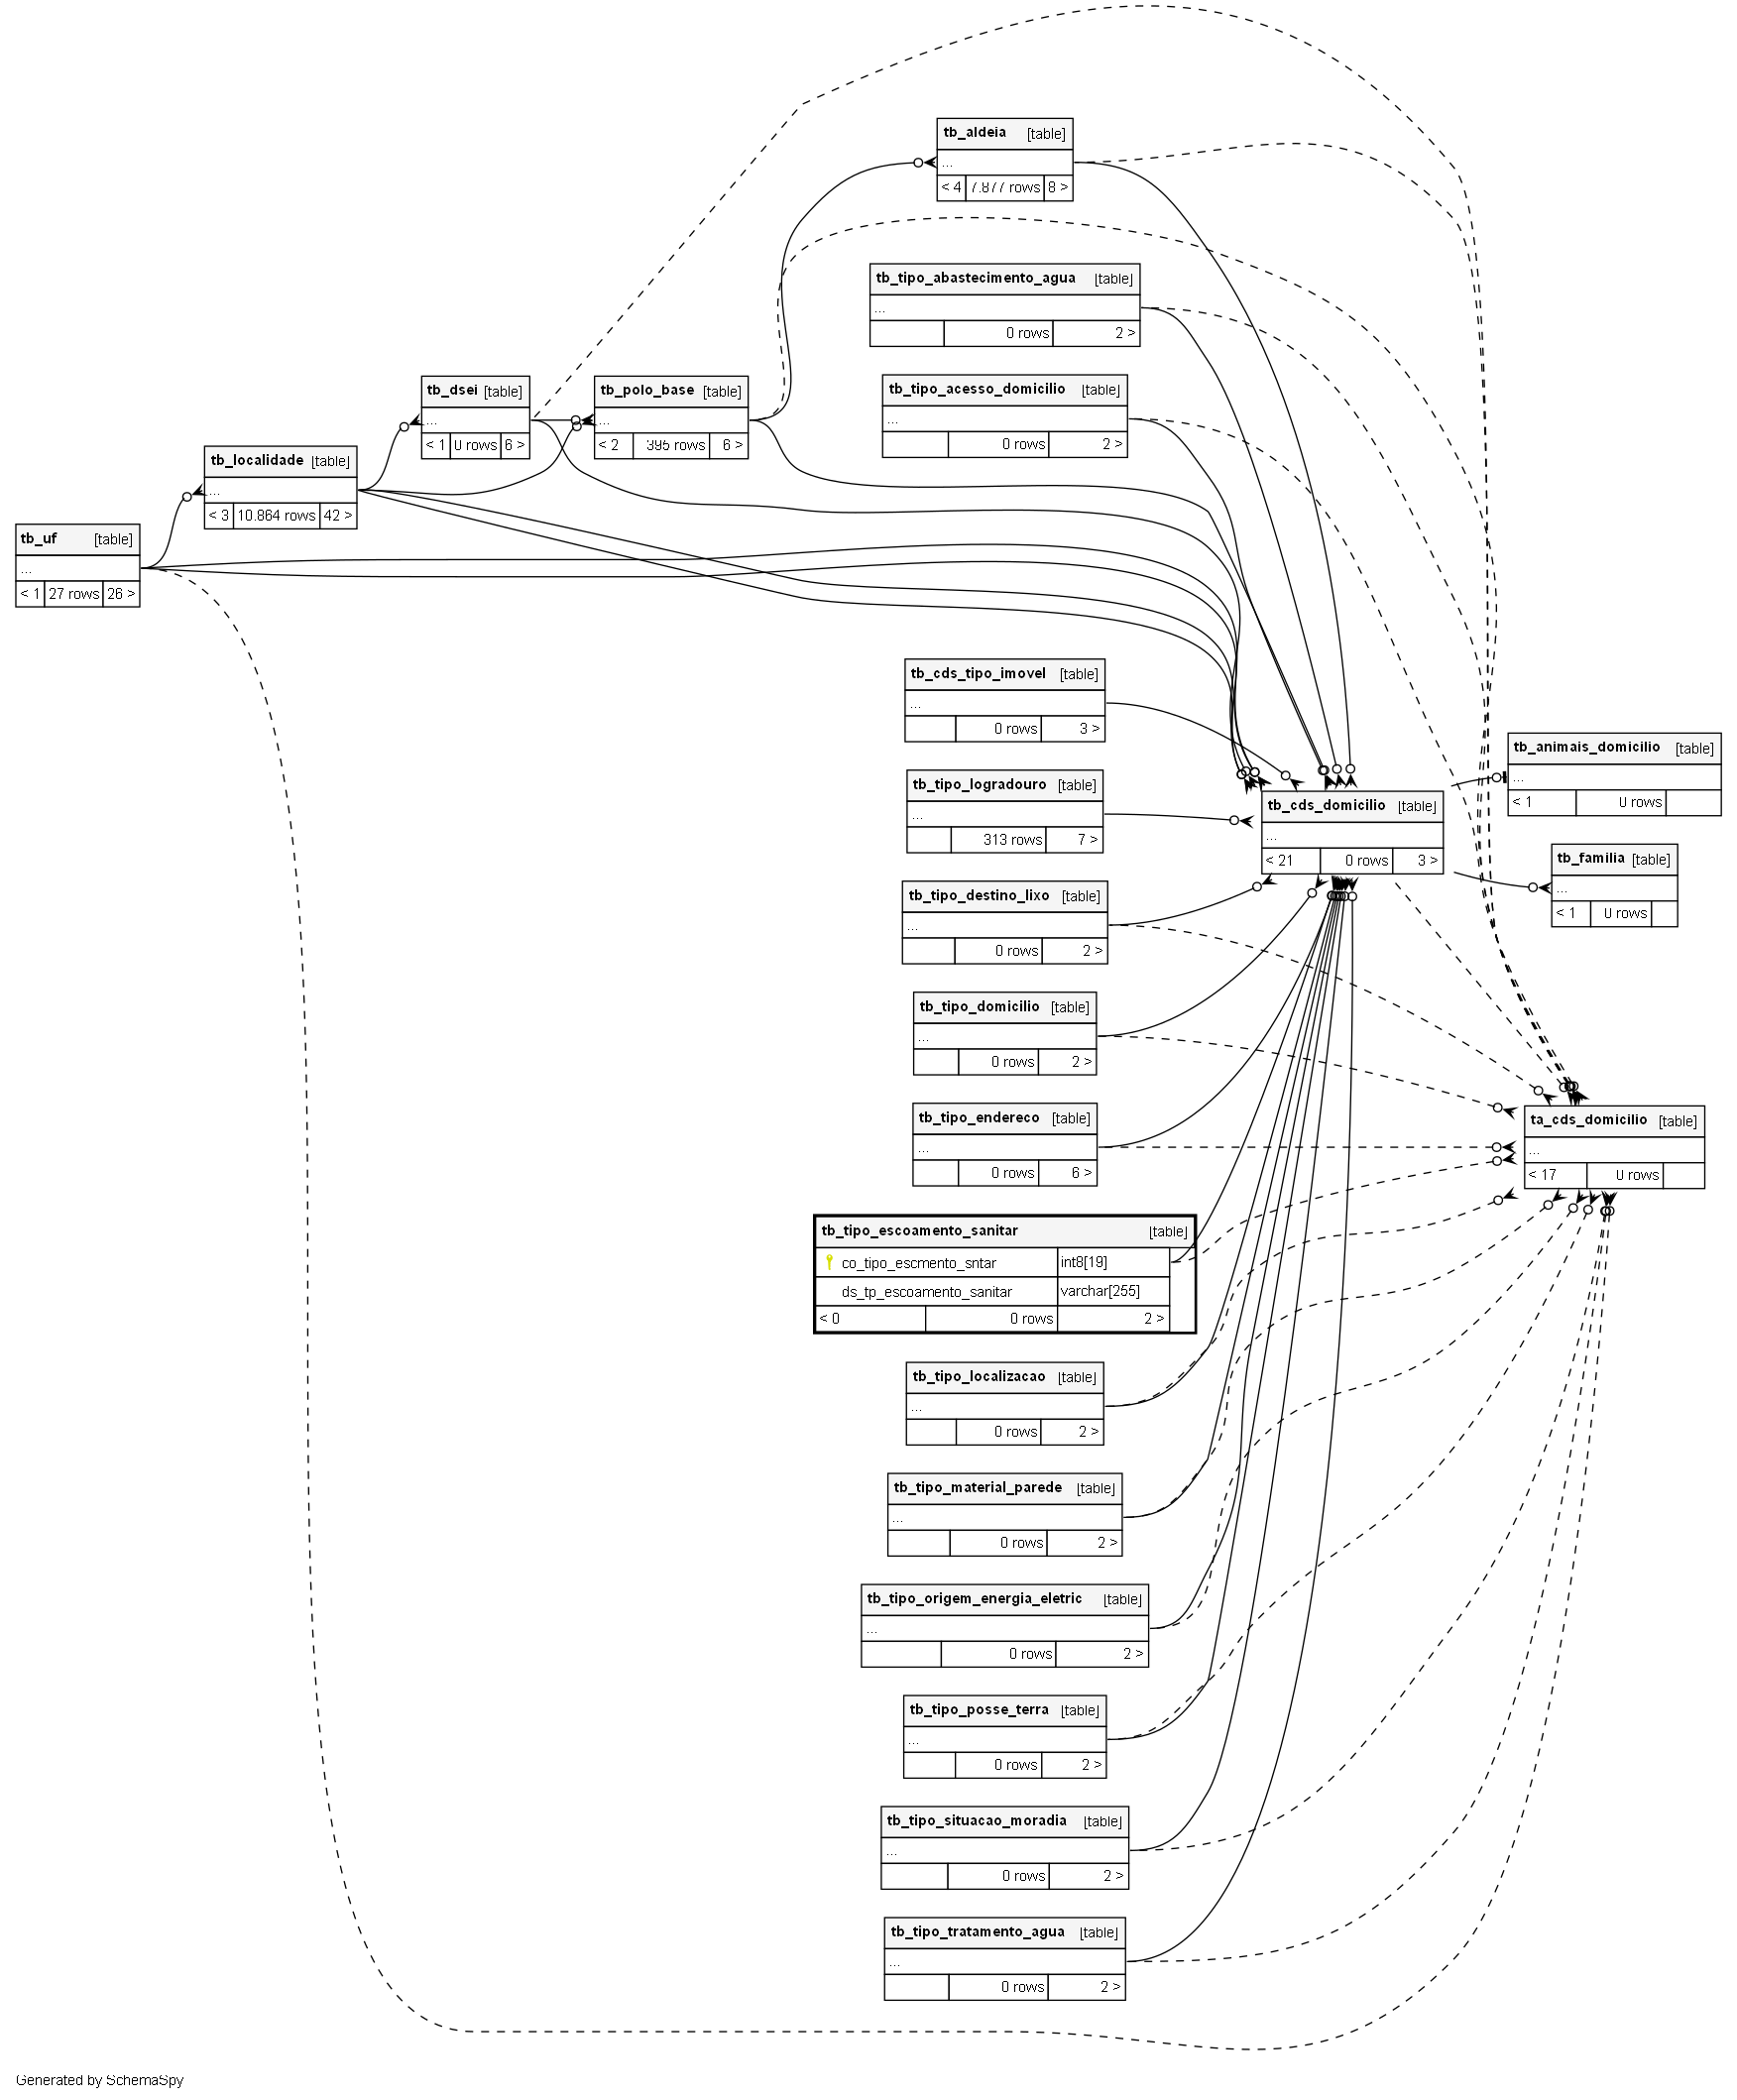 tb_aldeia [table]
...
< 4 7.877 rows 8 >
tb_tipo_abastecimento_agua [table]
...
0 rows 2 >
tb_tipo_acesso_domicilio [table]
...
0 rows 2 >
tb_dsei [table]
...
< 1 0 rows 6 >
tb_polo_base [table]
...
< 2 395 rows 6 >
tb_localidade [table]
...
< 3 10.864 rows 42 >
tb_uf [table]
...
< 1 27 rows 26 >
tb_cds_tipo_imovel [table]
...
0 rows 3 >
tb_tipo_logradouro [table]
...
313 rows 7 >
tb_cds_domicilio [table]
...
< 21 0 rows 3 >
tb_animais_domicilio [table]
...
< 1 0 rows
tb_familia [table]
...
< 1 0 rows
tb_tipo_destino_lixo [table]
...
0 rows 2 >
tb_tipo_domicilio [table]
...
0 rows 2 >
tb_tipo_endereco [table]
...
0 rows 6 >
ta_cds_domicilio [table]
...
< 17 0 rows
tb_tipo_escoamento_sanitar [table]
co_tipo_escmento_sntar int8[19]
ds_tp_escoamento_sanitar varchar[255]
< 0 0 rows 2 >
tb_tipo_localizacao [table]
...
0 rows 2 >
tb_tipo_material_parede [table]
...
0 rows 2 >
tb_tipo_origem_energia_eletric [table]
...
0 rows 2 >
tb_tipo_posse_terra [table]
...
0 rows 2 >
tb_tipo_situacao_moradia [table]
...
0 rows 2 >
tb_tipo_tratamento_agua [table]
...
0 rows 2 >
Generated by SchemaSpy